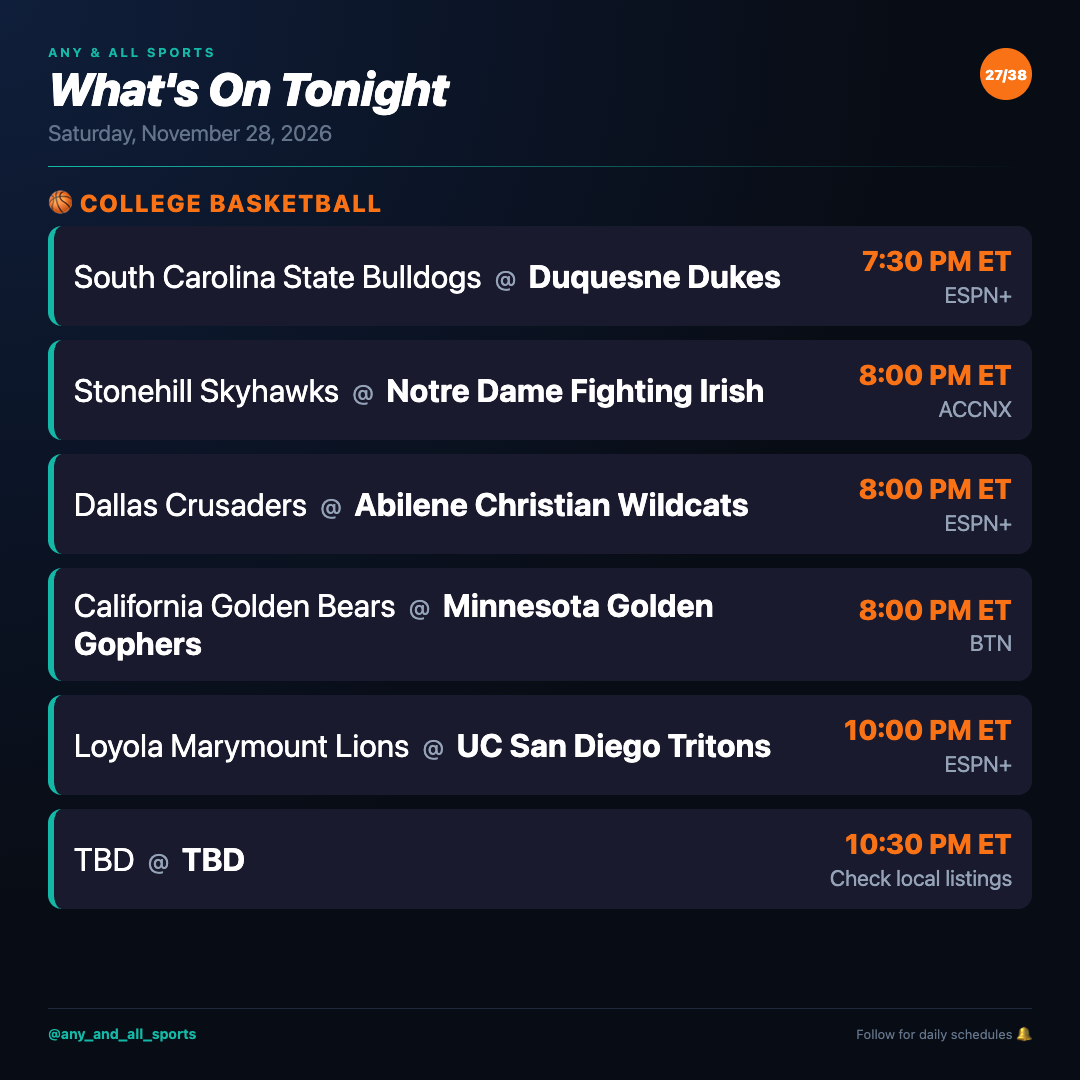 ANY & ALL SPORTS
What's On Tonight
27/38
Saturday, November 28, 2026
🏀 COLLEGE BASKETBALL
South Carolina State Bulldogs @ Duquesne Dukes
7:30 PM ET
ESPN+
Stonehill Skyhawks @ Notre Dame Fighting Irish
8:00 PM ET
ACCNX
Dallas Crusaders @ Abilene Christian Wildcats
8:00 PM ET
ESPN+
California Golden Bears @ Minnesota Golden
Gophers
8:00 PM ET
BTN
Loyola Marymount Lions @ UC San Diego Tritons
10:00 PM ET
ESPN+
TBD @ TBD
10:30 PM ET
Check local listings
@any_and_all_sports
Follow for daily schedules 🔔